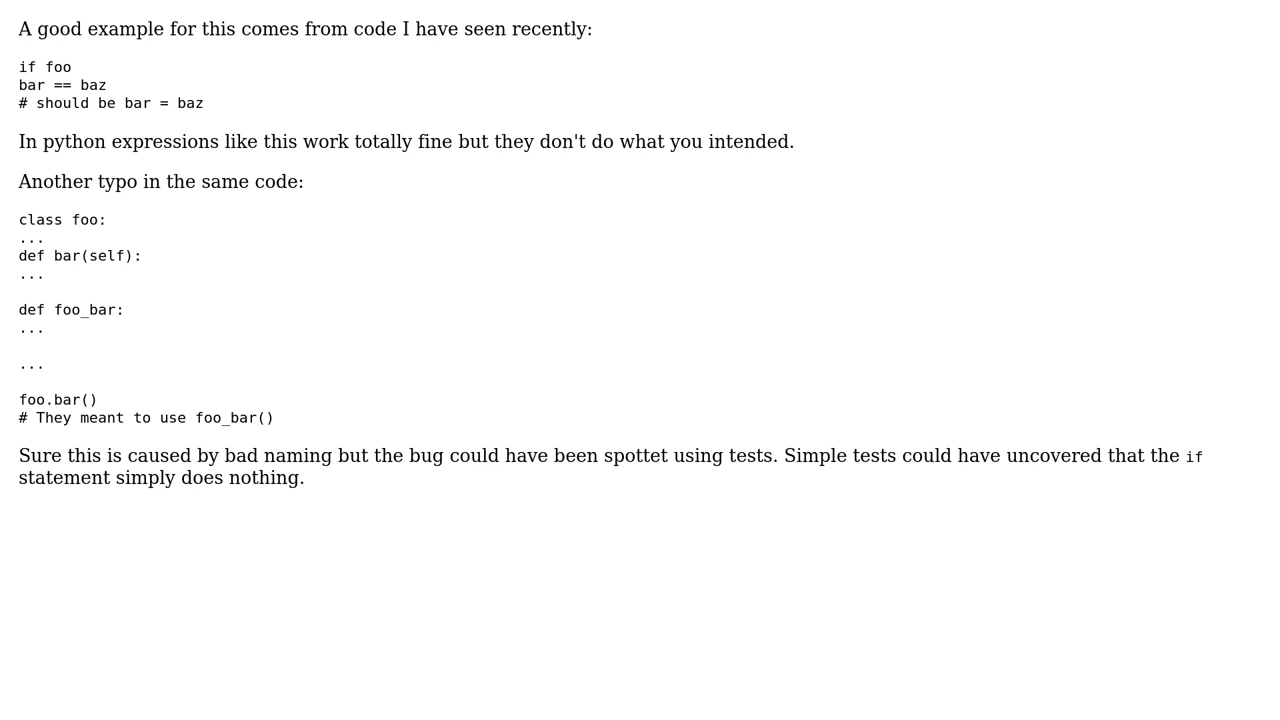 A good example for this comes from code I have seen recently:
if foo
bar == baz
# should be bar = baz
In python expressions like this work totally fine but they don't do what you intended.
Another typo in the same code:
class foo:
...
def bar(self):
...
def foo_bar:
...
...
foo.bar()
# They meant to use foo_bar()
Sure this is caused by bad naming but the bug could have been spottet using tests. Simple tests could have uncovered that the if
statement simply does nothing.